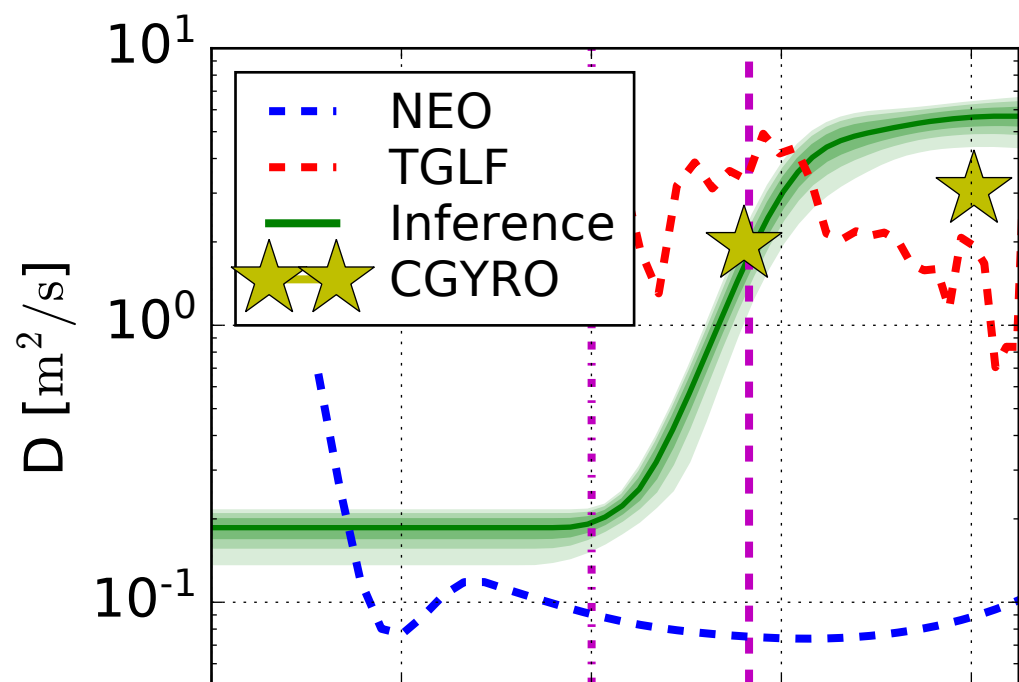 10¹
NEO
TGLF
Inference
CGYRO
10⁰
10⁻¹
D [m²/s]